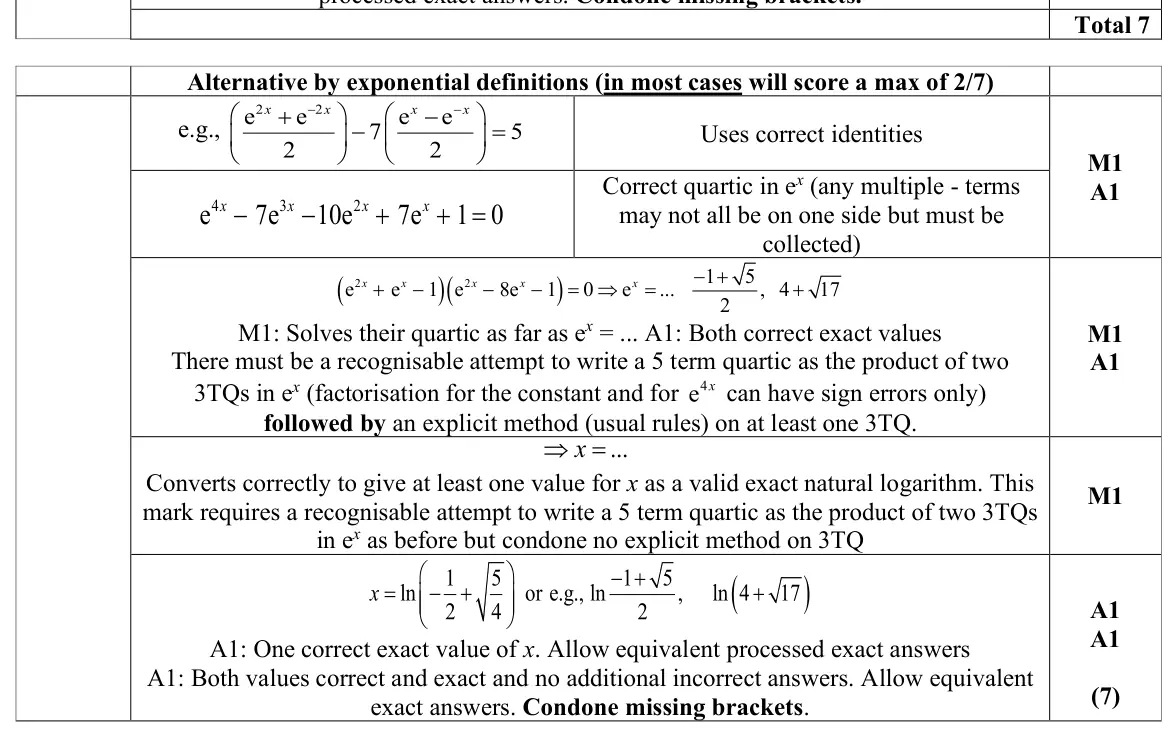 processed exact answers. Condone missing brackets.
Total 7
Alternative by exponential definitions (in most cases will score a max of 2/7)
e.g., ((e^{2x} + e^{−2x})/2) − 7((e^x − e^{−x})/2) = 5
Uses correct identities
M1
A1
e^{4x} − 7e^{3x} − 10e^{2x} + 7e^x + 1 = 0
Correct quartic in e^x (any multiple - terms
may not all be on one side but must be
collected)
(e^{2x} + e^x − 1)(e^{2x} − 8e^x − 1) = 0 ⇒ e^x = ... (−1 + √5)/2, 4 + √17
M1: Solves their quartic as far as e^x = ... A1: Both correct exact values
There must be a recognisable attempt to write a 5 term quartic as the product of two
3TQs in e^x (factorisation for the constant and for e^{4x} can have sign errors only)
followed by an explicit method (usual rules) on at least one 3TQ.
M1
A1
⇒ x = ...
Converts correctly to give at least one value for x as a valid exact natural logarithm. This
mark requires a recognisable attempt to write a 5 term quartic as the product of two 3TQs
in e^x as before but condone no explicit method on 3TQ
M1
x = ln(−1/2 + √(5/4)) or e.g., ln (−1 + √5)/2, ln(4 + √17)
A1: One correct exact value of x. Allow equivalent processed exact answers
A1: Both values correct and exact and no additional incorrect answers. Allow equivalent
exact answers. Condone missing brackets.
A1
A1
(7)